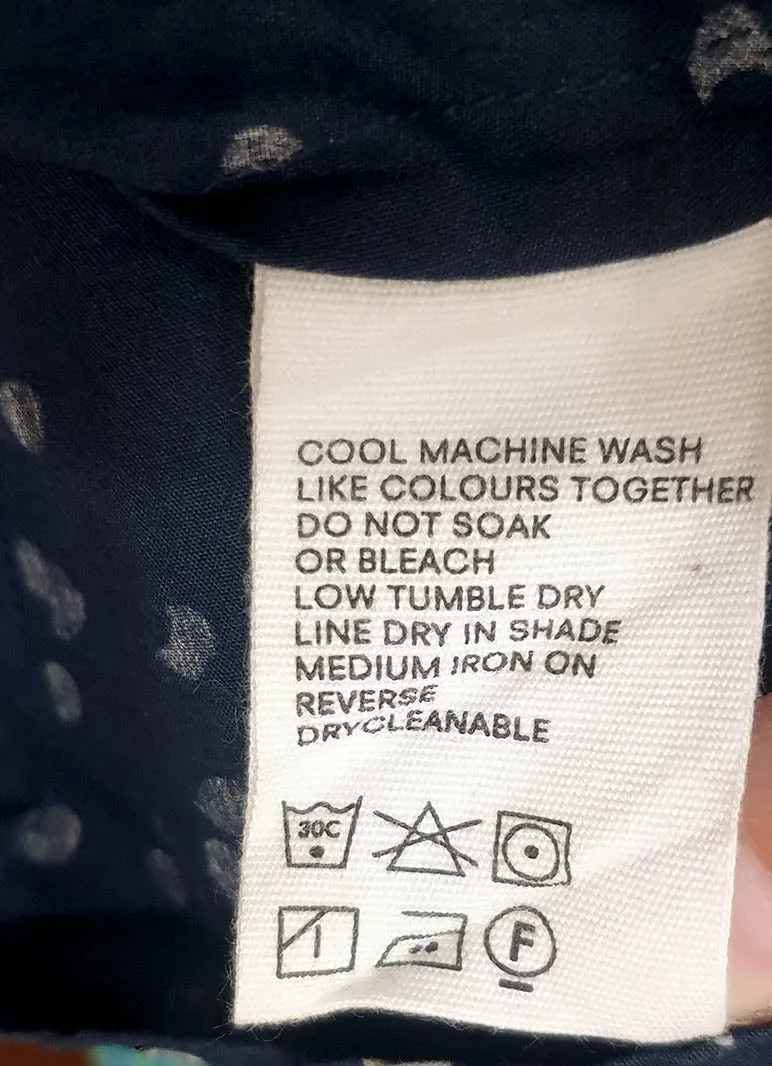 COOL MACHINE WASH
LIKE COLOURS TOGETHER
DO NOT SOAK
OR BLEACH
LOW TUMBLE DRY
LINE DRY IN SHADE
MEDIUM IRON ON
REVERSE
DRYCLEANABLE
30C
F